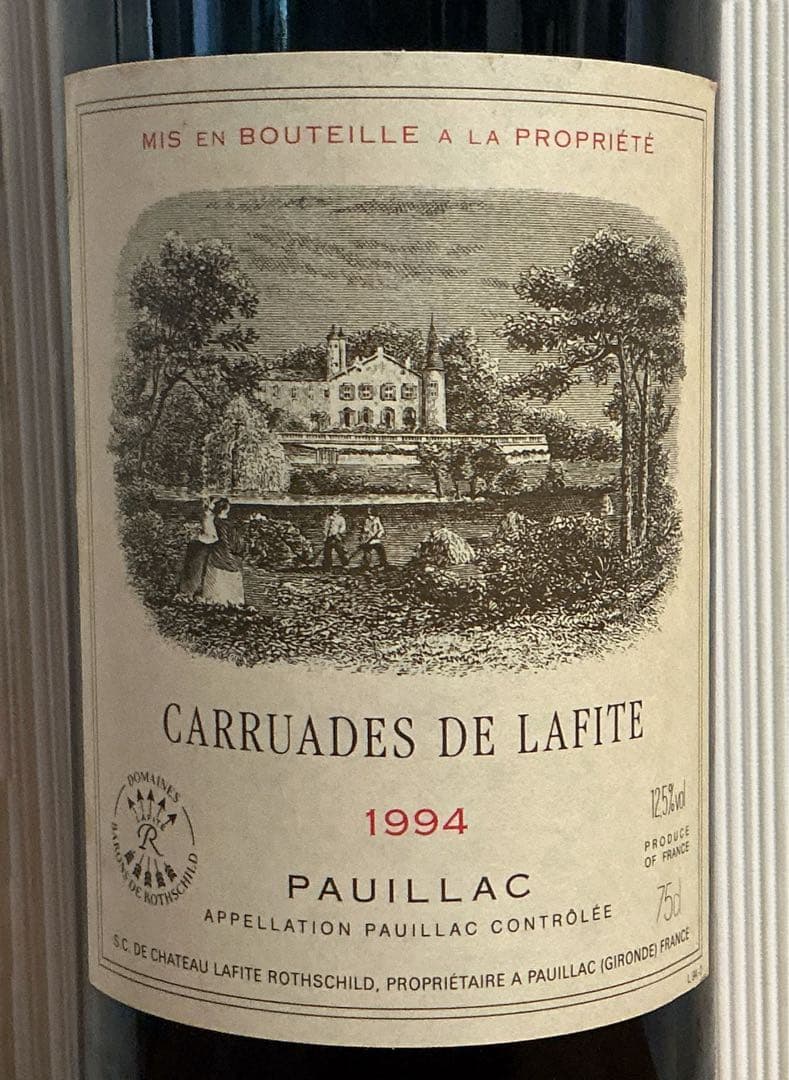 MIS EN BOUTEILLE A LA PROPRIÉTÉ
CARRUADES DE LAFITE
1994
12,5%vol
PRODUCE
OF FRANCE
DOMAINES
LAFITE
R
BARONS DE ROTHSCHILD
PAUILLAC
APPELLATION PAUILLAC CONTRÔLÉE
75cl
S.C. DE CHATEAU LAFITE ROTHSCHILD, PROPRIÉTAIRE A PAUILLAC (GIRONDE) FRANCE